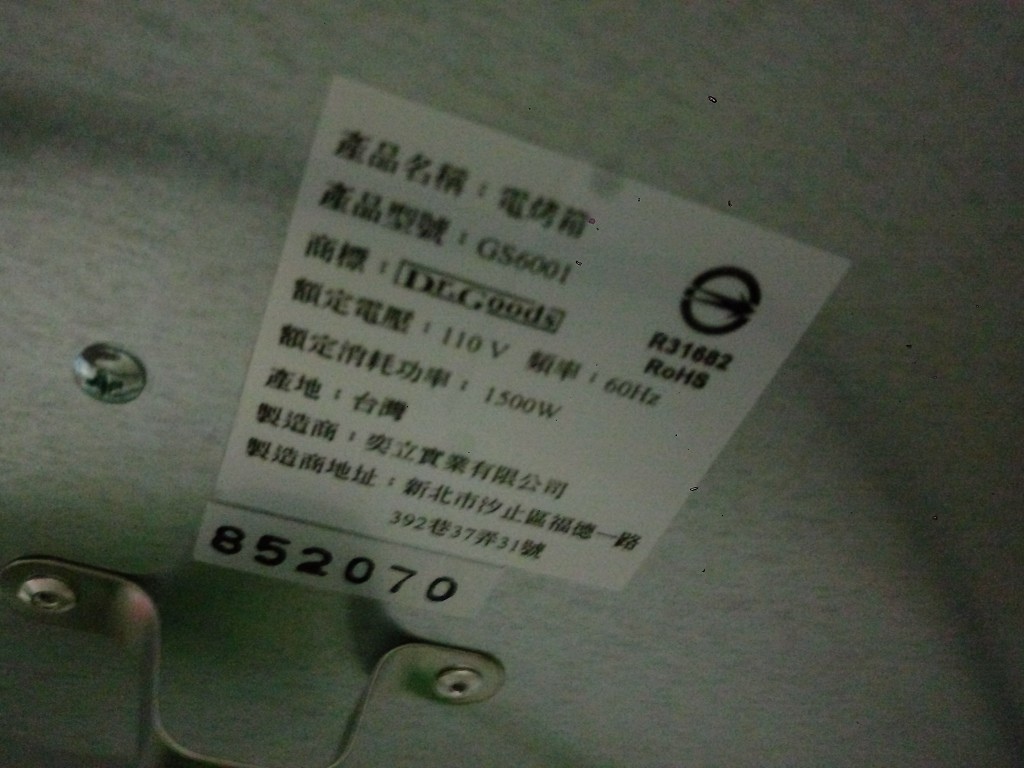 產品名稱：電烤箱
產品型號：GS6001
商標：Dr.Goods
額定電壓：110V 頻率：60Hz
額定消耗功率：1500W
產地：台灣
製造商：奕立實業有限公司
製造商地址：新北市汐止區福德一路
392巷37弄31號
R31682
RoHS
852070